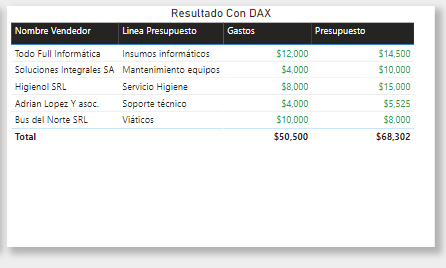 Resultado Con DAX
Nombre Vendedor Linea Presupuesto Gastos Presupuesto
Todo Full Informática Insumos informáticos $12,000 $14,500
Soluciones Integrales SA Mantenimiento equipos $4,000 $10,000
Higienol SRL Servicio Higiene $8,000 $15,000
Adrian Lopez Y asoc. Soporte técnico $4,000 $5,525
Bus del Norte SRL Viáticos $10,000 $8,000
Total $50,500 $68,302